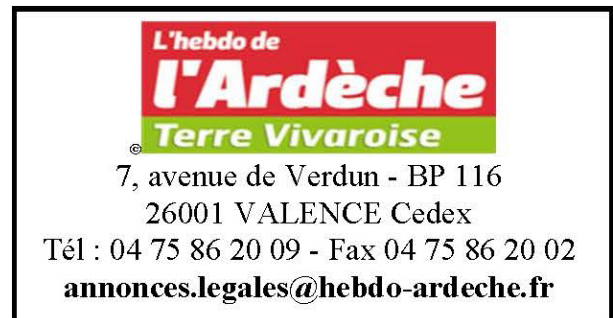 L'hebdo de
l'Ardèche
Terre Vivaroise
©
7, avenue de Verdun - BP 116
26001 VALENCE Cedex
Tél : 04 75 86 20 09 - Fax 04 75 86 20 02
annonces.legales@hebdo-ardeche.fr